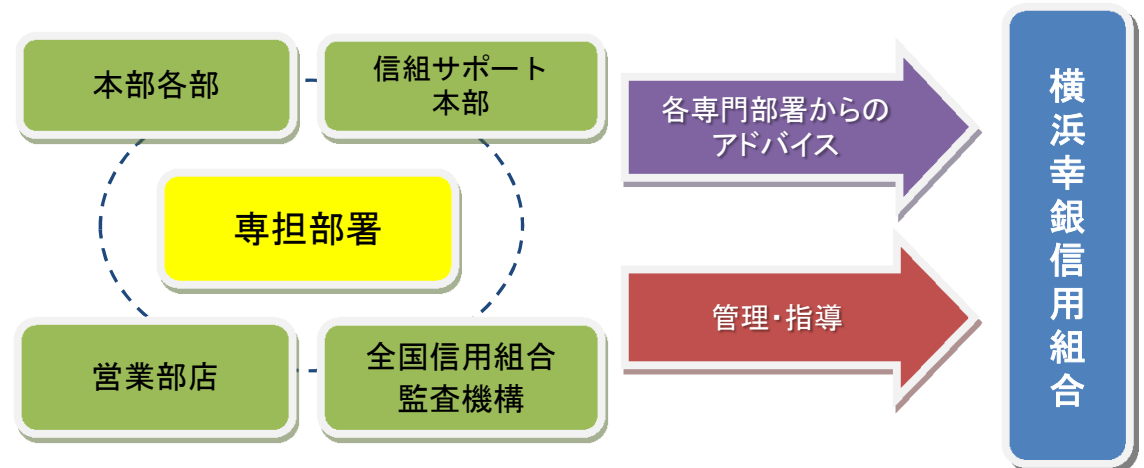 本部各部
信組サポート
本部
専担部署
営業部店
全国信用組合
監査機構
各専門部署からの
アドバイス
管理・指導
横浜幸銀信用組合